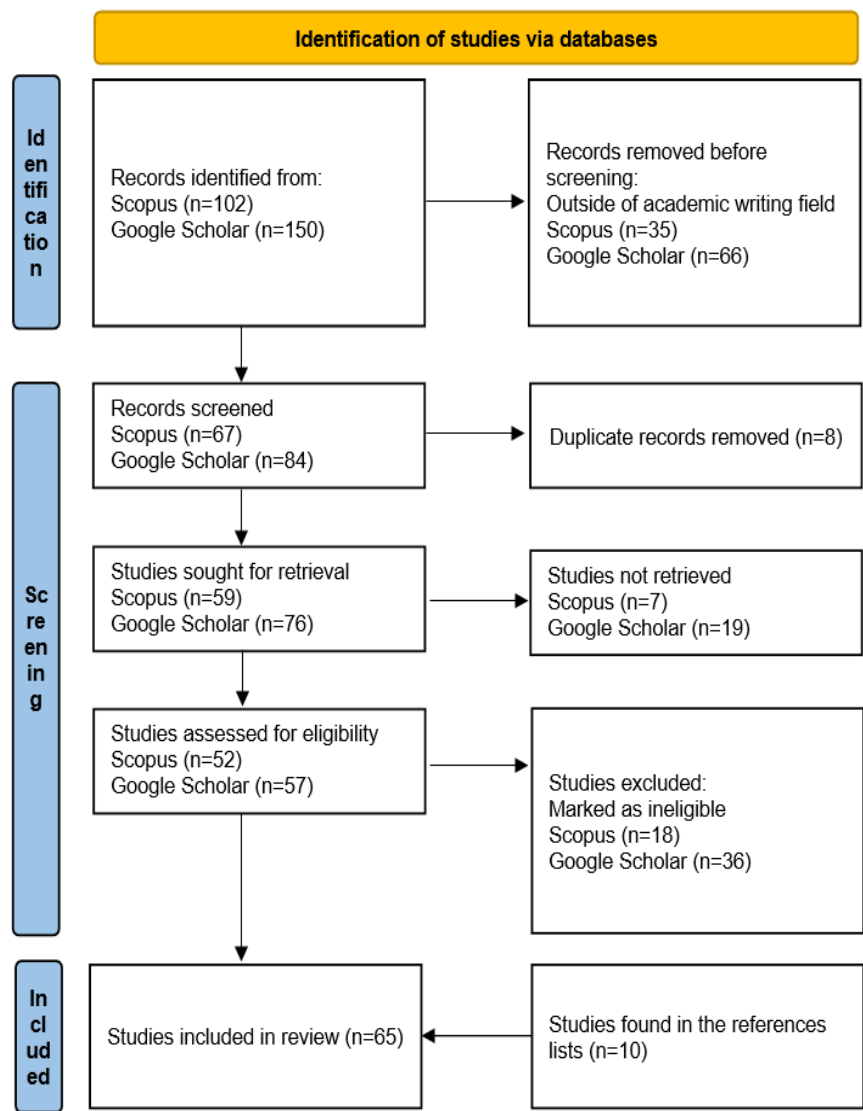 Identification of studies via databases
Id
en
tifi
ca
tio
n
Records identified from:
Scopus (n=102)
Google Scholar (n=150)
Records removed before
screening:
Outside of academic writing field
Scopus (n=35)
Google Scholar (n=66)
Sc
re
en
in
g
Records screened
Scopus (n=67)
Google Scholar (n=84)
Duplicate records removed (n=8)
Studies sought for retrieval
Scopus (n=59)
Google Scholar (n=76)
Studies not retrieved
Scopus (n=7)
Google Scholar (n=19)
Studies assessed for eligibility
Scopus (n=52)
Google Scholar (n=57)
Studies excluded:
Marked as ineligible
Scopus (n=18)
Google Scholar (n=36)
In
cl
ud
ed
Studies included in review (n=65)
Studies found in the references
lists (n=10)